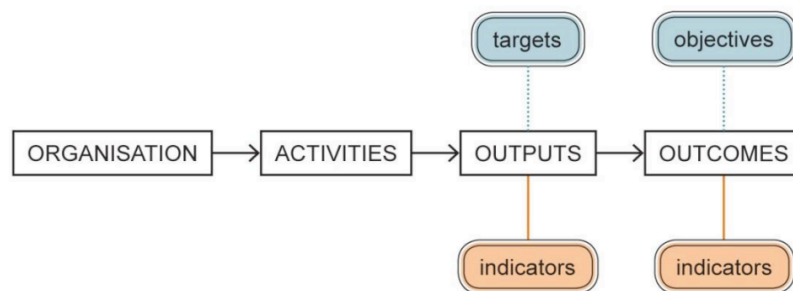 targets
objectives
ORGANISATION
ACTIVITIES
OUTPUTS
OUTCOMES
indicators
indicators